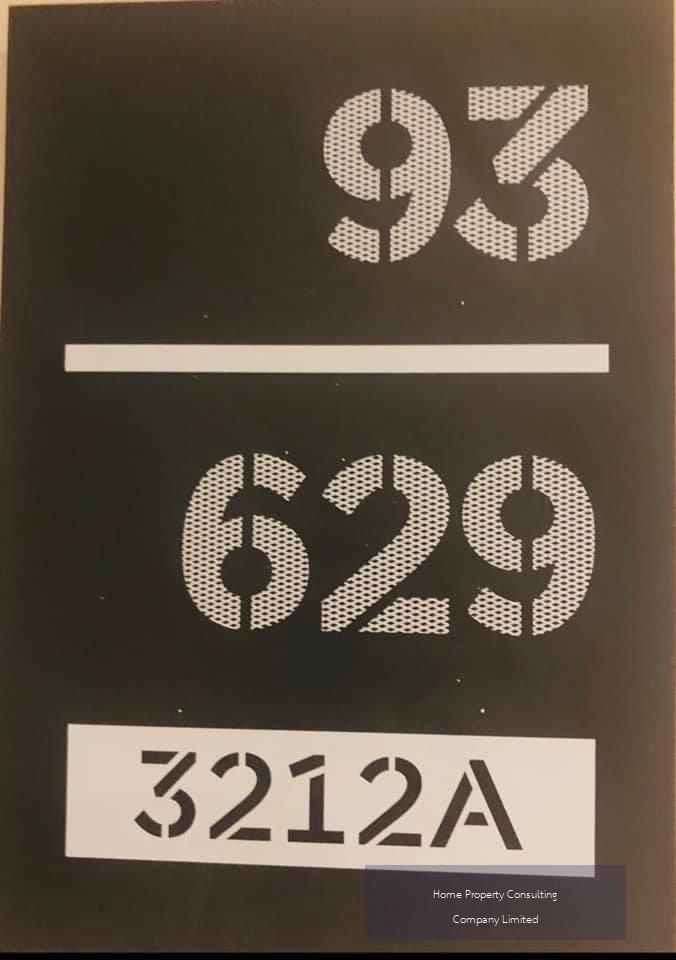 93
629
3212A
Home Property Consulting
Company Limited